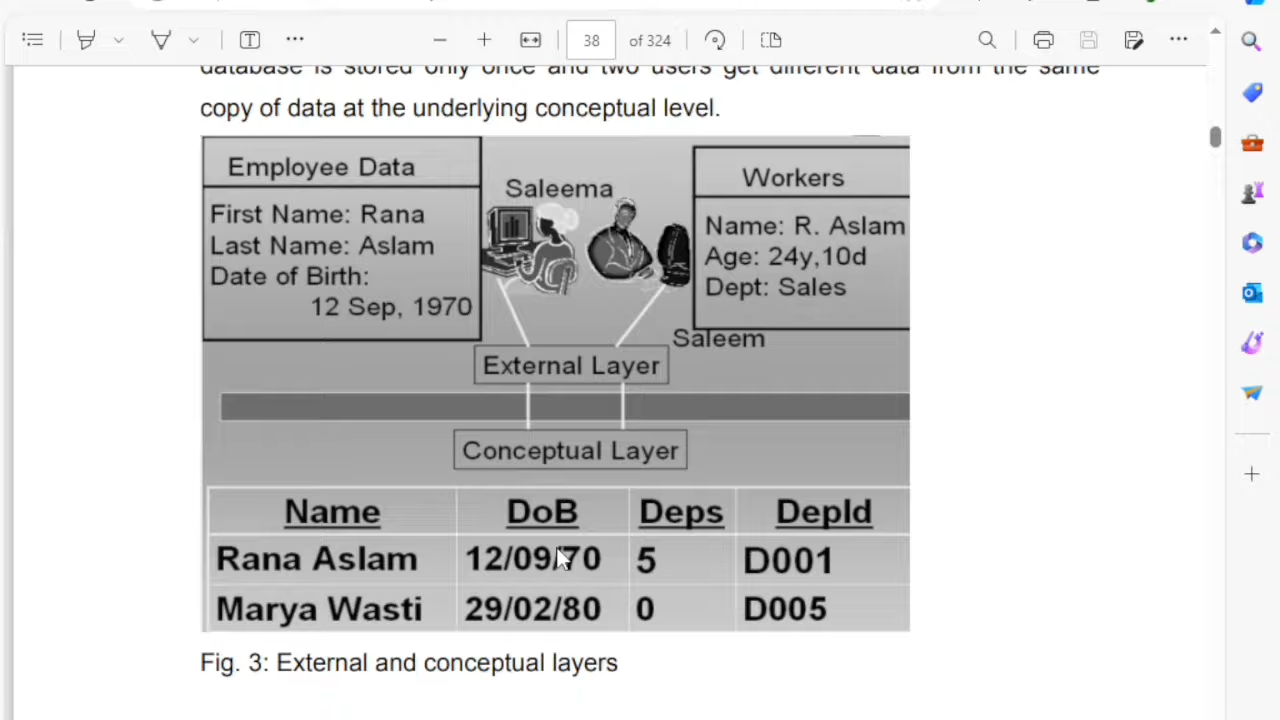 38 of 324
database is stored only once and two users get different data from the same
copy of data at the underlying conceptual level.
Employee Data
First Name: Rana
Last Name: Aslam
Date of Birth:
12 Sep, 1970
Saleema
Workers
Name: R. Aslam
Age: 24y,10d
Dept: Sales
Saleem
External Layer
Conceptual Layer
Name DoB Deps DepId
Rana Aslam 12/09/70 5 D001
Marya Wasti 29/02/80 0 D005
Fig. 3: External and conceptual layers